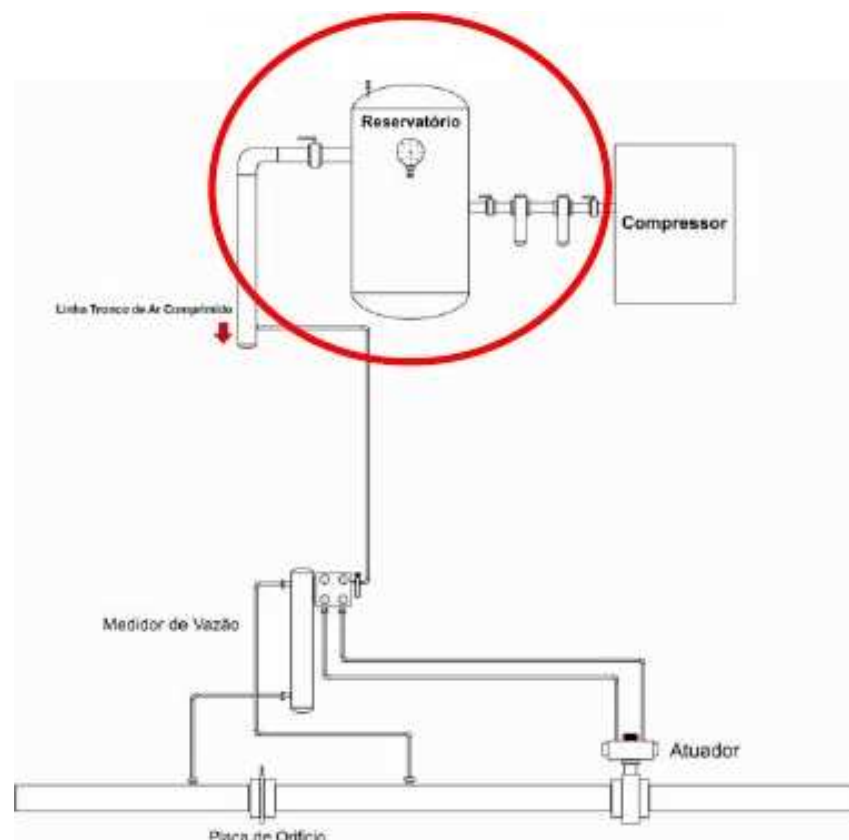 Reservatório
Compressor
Linha Tronco de Ar Comprimido
Medidor de Vazão
Atuador
Placa de Orifício